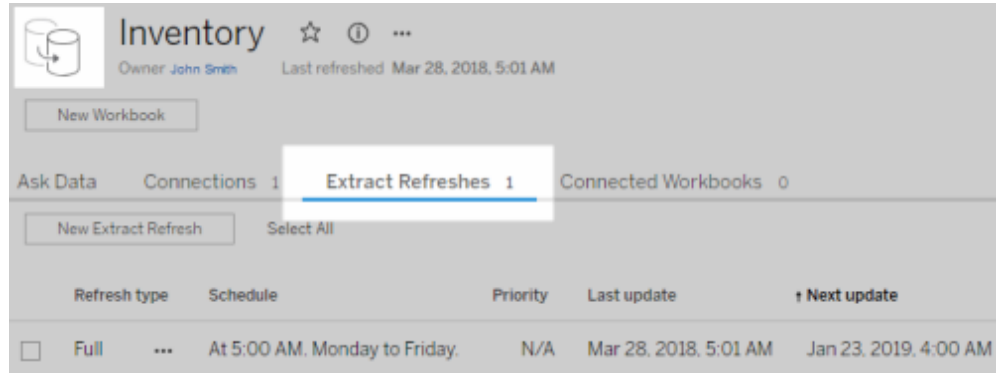 Inventory
Owner John Smith Last refreshed Mar 28, 2018, 5:01 AM
New Workbook
Ask Data Connections 1 Extract Refreshes 1 Connected Workbooks 0
New Extract Refresh Select All
Refresh type Schedule Priority Last update ↑ Next update
Full ••• At 5:00 AM. Monday to Friday. N/A Mar 28, 2018, 5:01 AM Jan 23, 2019, 4:00 AM